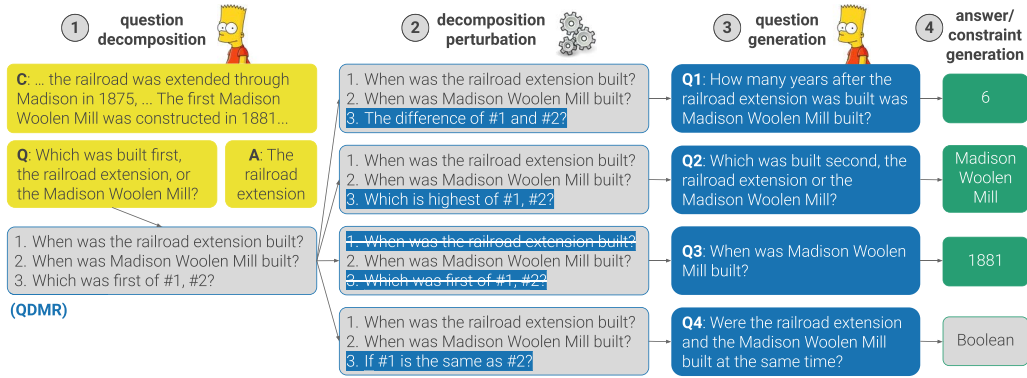 1
question
decomposition
2
decomposition
perturbation
3
question
generation
4
answer/
constraint
generation
C: ... the railroad was extended through
Madison in 1875, ... The first Madison
Woolen Mill was constructed in 1881...
Q: Which was built first,
the railroad extension, or
the Madison Woolen Mill?
A: The
railroad
extension
1. When was the railroad extension built?
2. When was Madison Woolen Mill built?
3. Which was first of #1, #2?
(QDMR)
1. When was the railroad extension built?
2. When was Madison Woolen Mill built?
3. The difference of #1 and #2?
Q1: How many years after the
railroad extension was built was
Madison Woolen Mill built?
6
1. When was the railroad extension built?
2. When was Madison Woolen Mill built?
3. Which is highest of #1, #2?
Q2: Which was built second, the
railroad extension or the
Madison Woolen Mill?
Madison
Woolen
Mill
1. When was the railroad extension built?
2. When was Madison Woolen Mill built?
3. Which was first of #1, #2?
Q3: When was Madison Woolen
Mill built?
1881
1. When was the railroad extension built?
2. When was Madison Woolen Mill built?
3. If #1 is the same as #2?
Q4: Were the railroad extension
and the Madison Woolen Mill
built at the same time?
Boolean